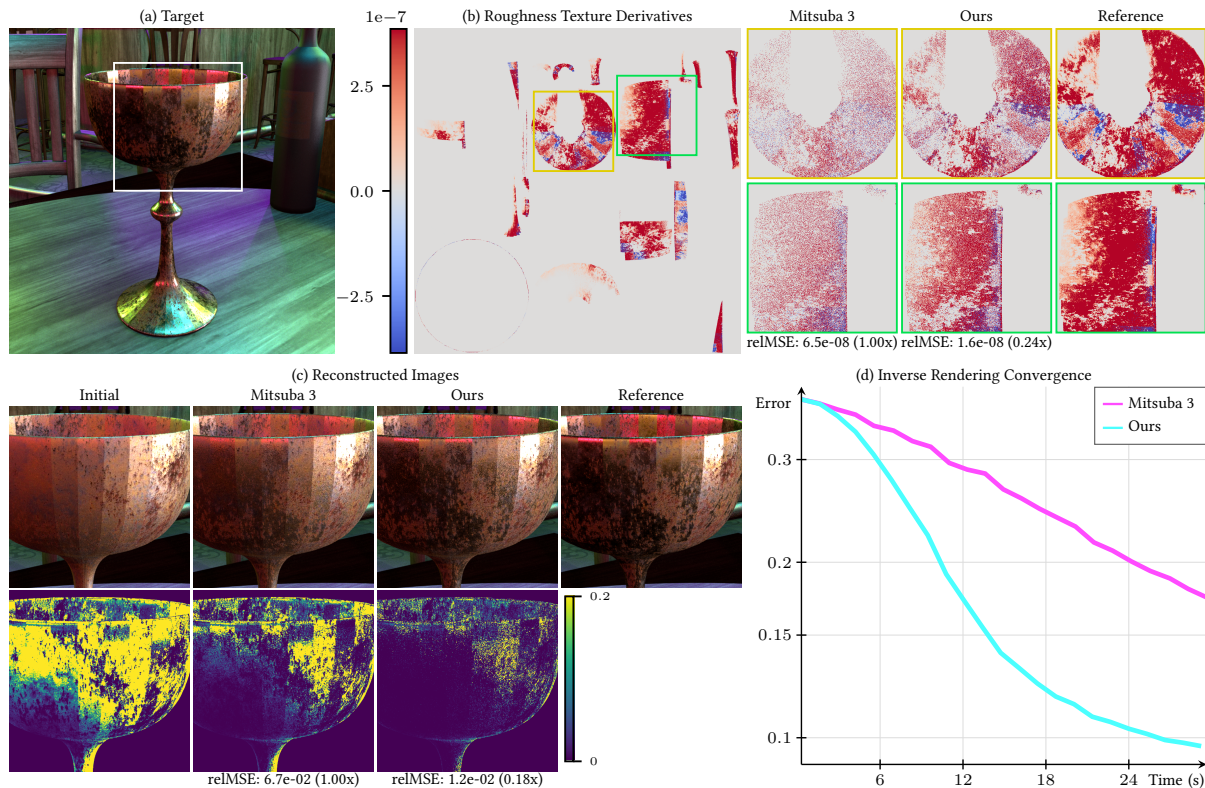 (a) Target
1e−7
2.5
0.0
−2.5
(b) Roughness Texture Derivatives
Mitsuba 3
Ours
Reference
relMSE: 6.5e-08 (1.00x)
relMSE: 1.6e-08 (0.24x)
(c) Reconstructed Images
Initial
Mitsuba 3
Ours
Reference
0.2
0
relMSE: 6.7e-02 (1.00x)
relMSE: 1.2e-02 (0.18x)
(d) Inverse Rendering Convergence
Error
Mitsuba 3
Ours
0.3
0.2
0.15
0.1
6
12
18
24
Time (s)